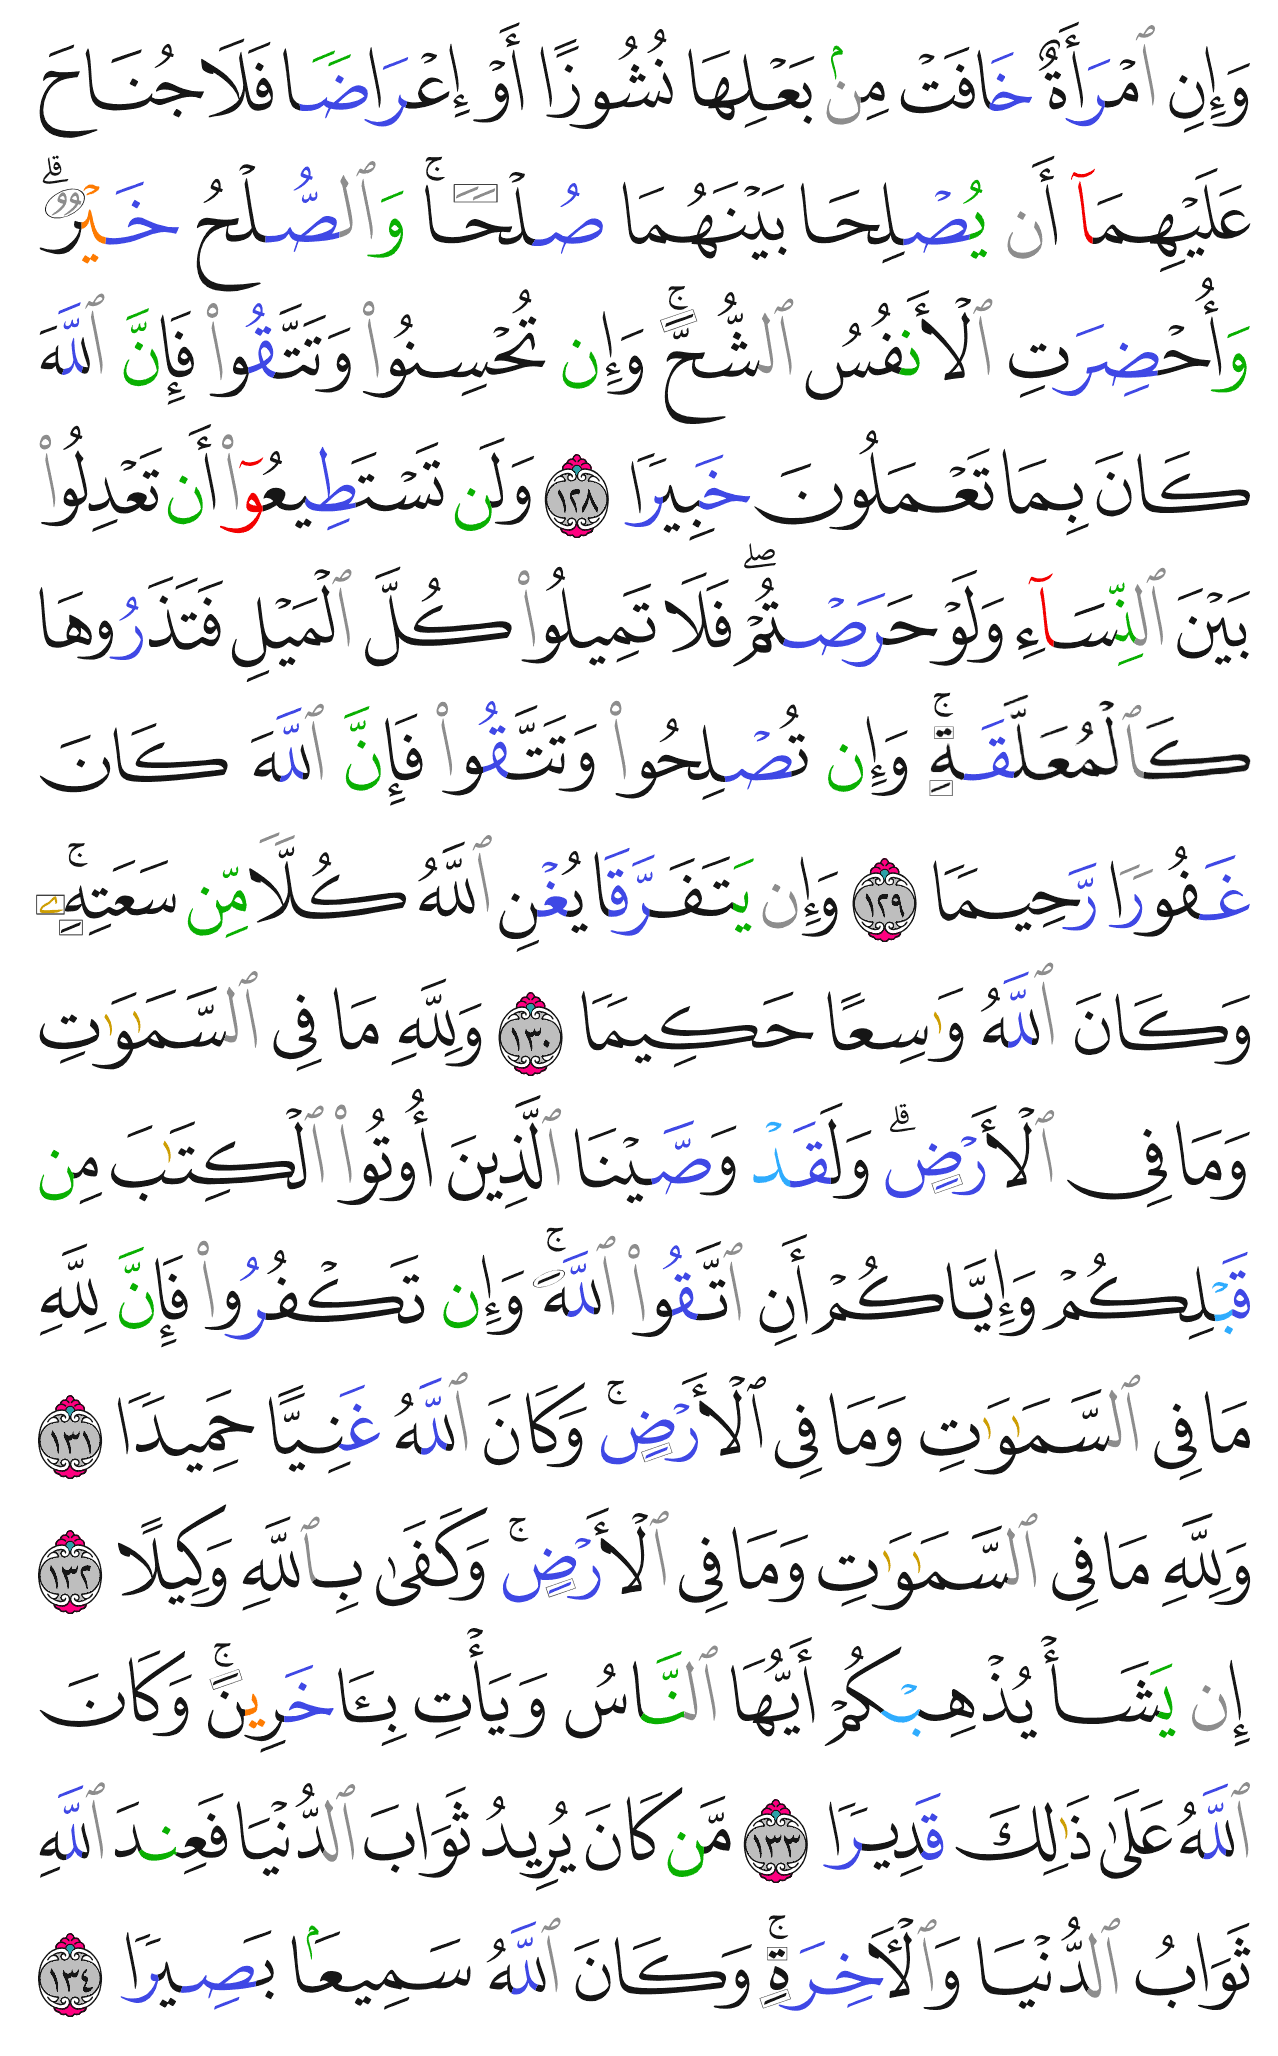 وَإِنِ ٱمْرَأَةٌ خَافَتْ مِنۢ بَعْلِهَا نُشُوزًا أَوْ إِعْرَاضًا فَلَا جُنَاحَ
عَلَيْهِمَآ أَن يُصْلِحَا بَيْنَهُمَا صُلْحًاۚ وَٱلصُّلْحُ خَيْرٌۗ
وَأُحْضِرَتِ ٱلْأَنفُسُ ٱلشُّحَّۚ وَإِن تُحْسِنُوا۟ وَتَتَّقُوا۟ فَإِنَّ ٱللَّهَ
كَانَ بِمَا تَعْمَلُونَ خَبِيرًا ١٢٨ وَلَن تَسْتَطِيعُوٓا۟ أَن تَعْدِلُوا۟
بَيْنَ ٱلنِّسَآءِ وَلَوْ حَرَصْتُمْۖ فَلَا تَمِيلُوا۟ كُلَّ ٱلْمَيْلِ فَتَذَرُوهَا
كَٱلْمُعَلَّقَةِۚ وَإِن تُصْلِحُوا۟ وَتَتَّقُوا۟ فَإِنَّ ٱللَّهَ كَانَ
غَفُورًا رَّحِيمًا ١٢٩ وَإِن يَتَفَرَّقَا يُغْنِ ٱللَّهُ كُلًّا مِّن سَعَتِهِۦۚ
وَكَانَ ٱللَّهُ وَٰسِعًا حَكِيمًا ١٣٠ وَلِلَّهِ مَا فِى ٱلسَّمَٰوَٰتِ
وَمَا فِى ٱلْأَرْضِۗ وَلَقَدْ وَصَّيْنَا ٱلَّذِينَ أُوتُوا۟ ٱلْكِتَٰبَ مِن
قَبْلِكُمْ وَإِيَّاكُمْ أَنِ ٱتَّقُوا۟ ٱللَّهَۚ وَإِن تَكْفُرُوا۟ فَإِنَّ لِلَّهِ
مَا فِى ٱلسَّمَٰوَٰتِ وَمَا فِى ٱلْأَرْضِۚ وَكَانَ ٱللَّهُ غَنِيًّا حَمِيدًا ١٣١
وَلِلَّهِ مَا فِى ٱلسَّمَٰوَٰتِ وَمَا فِى ٱلْأَرْضِۚ وَكَفَىٰ بِٱللَّهِ وَكِيلًا ١٣٢
إِن يَشَأْ يُذْهِبْكُمْ أَيُّهَا ٱلنَّاسُ وَيَأْتِ بِـَٔاخَرِينَۚ وَكَانَ
ٱللَّهُ عَلَىٰ ذَٰلِكَ قَدِيرًا ١٣٣ مَّن كَانَ يُرِيدُ ثَوَابَ ٱلدُّنْيَا فَعِندَ ٱللَّهِ
ثَوَابُ ٱلدُّنْيَا وَٱلْـَٔاخِرَةِۚ وَكَانَ ٱللَّهُ سَمِيعًۢا بَصِيرًا ١٣٤